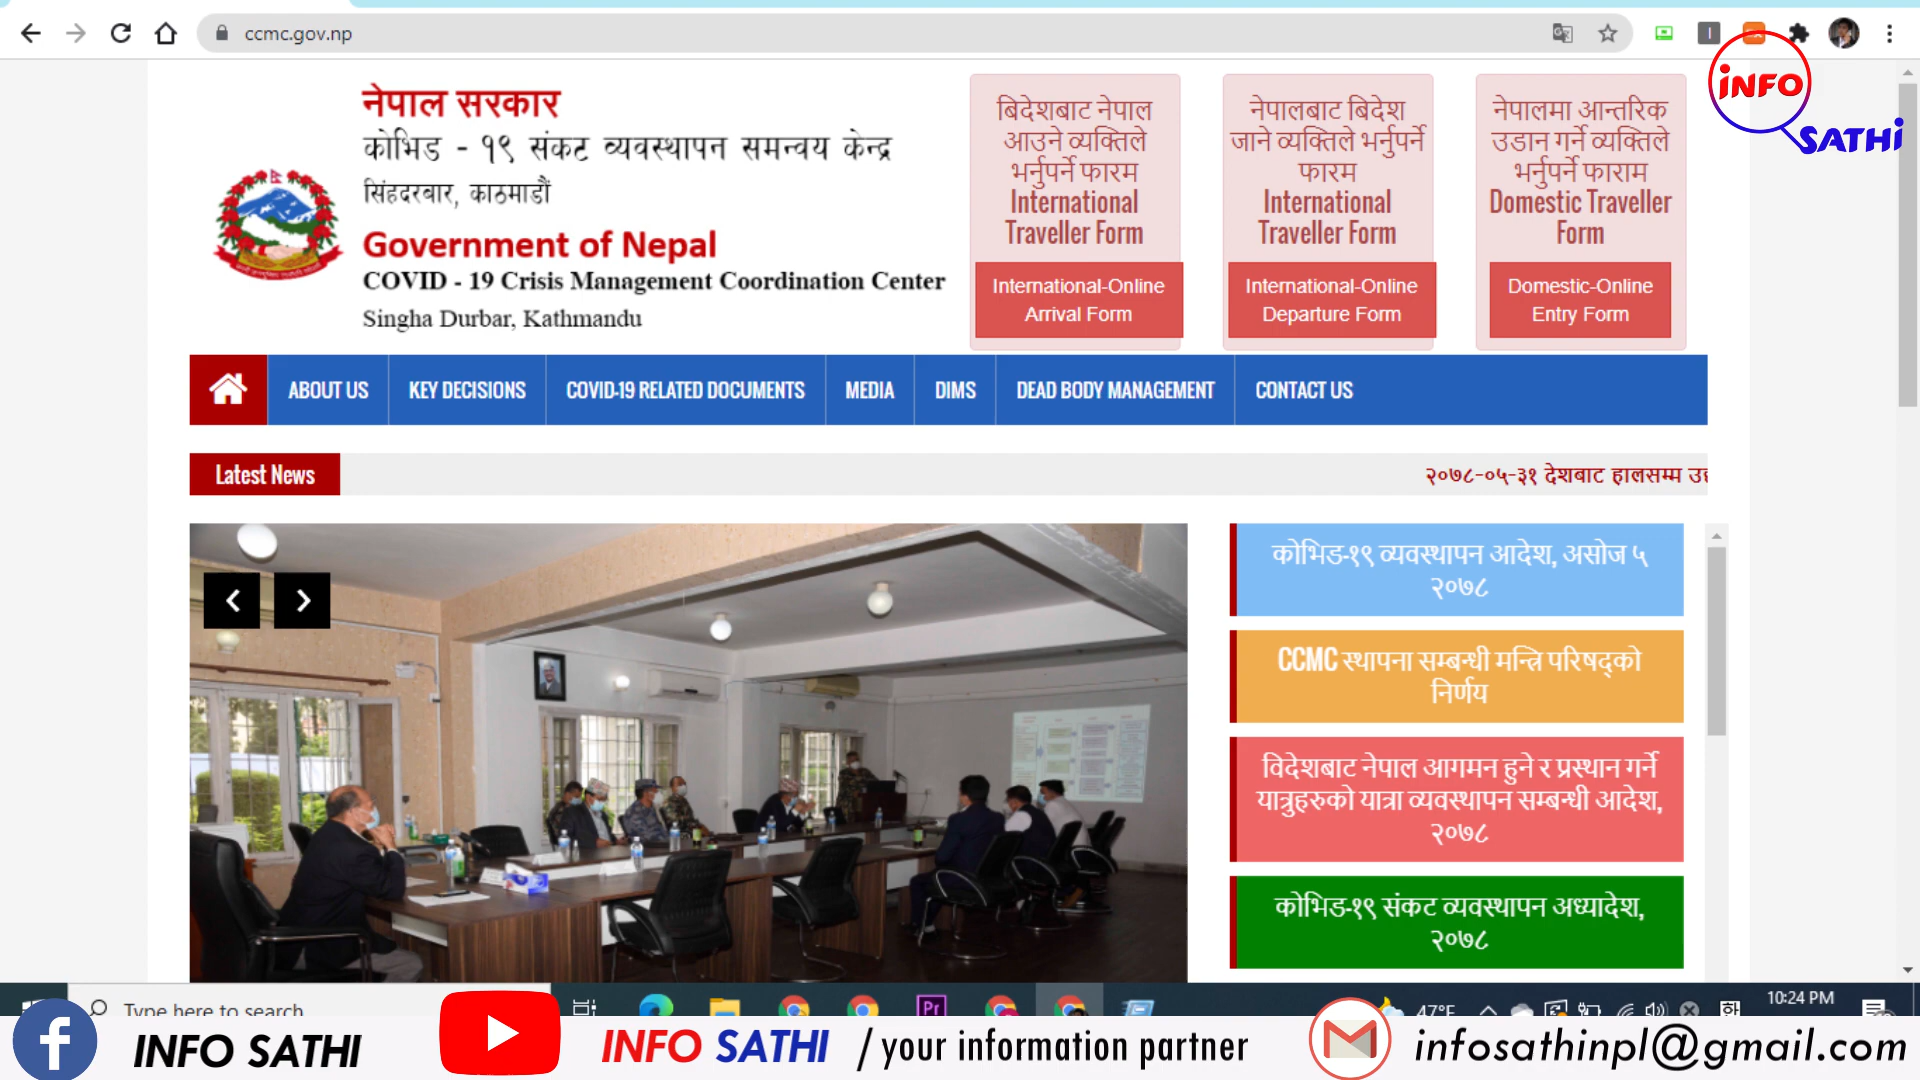 ccmc.gov.np
iNFO
SATHi
नेपाल सरकार
कोभिड - १९ संकट व्यवस्थापन समन्वय केन्द्र
सिंहदरबार, काठमाडौं
Government of Nepal
COVID - 19 Crisis Management Coordination Center
Singha Durbar, Kathmandu
बिदेशबाट नेपाल
आउने व्यक्तिले
भर्नुपर्ने फारम
International
Traveller Form
International-Online
Arrival Form
नेपालबाट बिदेश
जाने व्यक्तिले भर्नुपर्ने
फारम
International
Traveller Form
International-Online
Departure Form
नेपालमा आन्तरिक
उडान गर्ने व्यक्तिले
भर्नुपर्ने फाराम
Domestic Traveller
Form
Domestic-Online
Entry Form
ABOUT US KEY DECISIONS COVID-19 RELATED DOCUMENTS MEDIA DIMS DEAD BODY MANAGEMENT CONTACT US
Latest News
२०७८-०५-३१ देशबाट हालसम्म
कोभिड-१९ व्यवस्थापन आदेश, असोज ५
२०७८
CCMC स्थापना सम्बन्धी मन्त्रि परिषद्को
निर्णय
विदेशबाट नेपाल आगमन हुने र प्रस्थान गर्ने
यात्रुहरुको यात्रा व्यवस्थापन सम्बन्धी आदेश,
२०७८
कोभिड-१९ संकट व्यवस्थापन अध्यादेश,
२०७८
Type here to search
Pr
47°F
10:24 PM
INFO SATHI
INFO SATHI / your information partner
infosathinpl@gmail.com